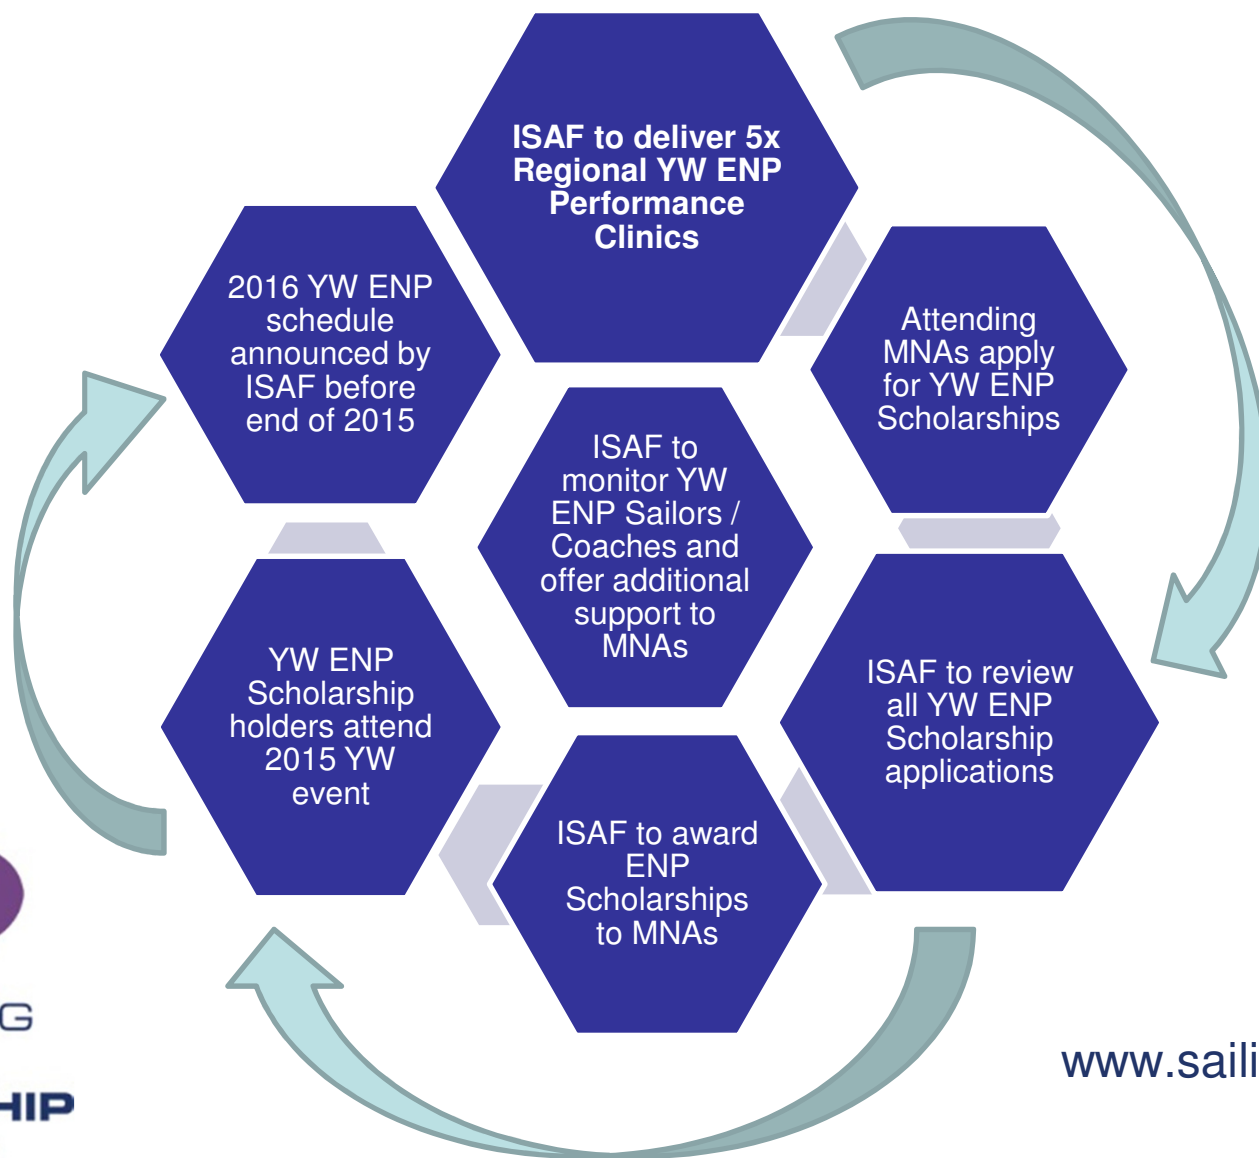 ISAF to deliver 5x
Regional YW ENP
Performance
Clinics
Attending
MNAs apply
for YW ENP
Scholarships
ISAF to review
all YW ENP
Scholarship
applications
ISAF to award
ENP
Scholarships
to MNAs
YW ENP
Scholarship
holders attend
2015 YW
event
2016 YW ENP
schedule
announced by
ISAF before
end of 2015
ISAF to
monitor YW
ENP Sailors /
Coaches and
offer additional
support to
MNAs
G
HIP
www.saili